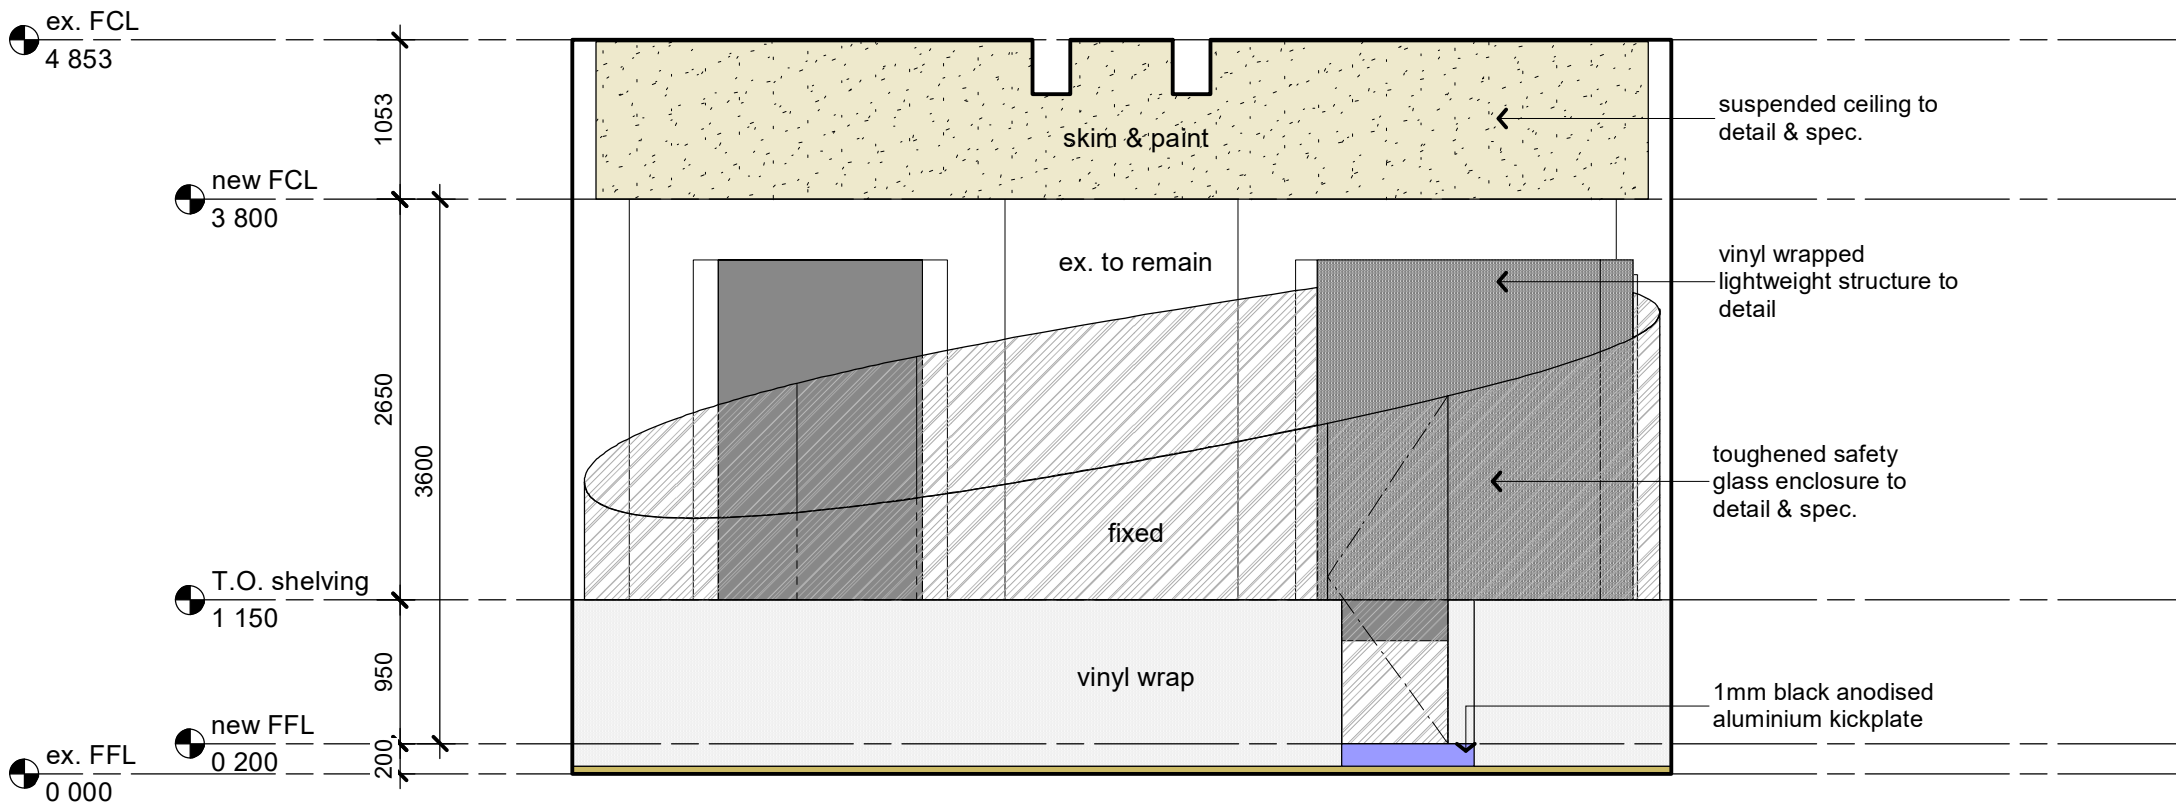 ex. FCL
4 853
1053
suspended ceiling to
detail & spec.
skim & paint
new FCL
3 800
vinyl wrapped
lightweight structure to
detail
ex. to remain
2650
3600
toughened safety
glass enclosure to
detail & spec.
fixed
T.O. shelving
1 150
950
vinyl wrap
1mm black anodised
aluminium kickplate
new FFL
0 200
200
ex. FFL
0 000